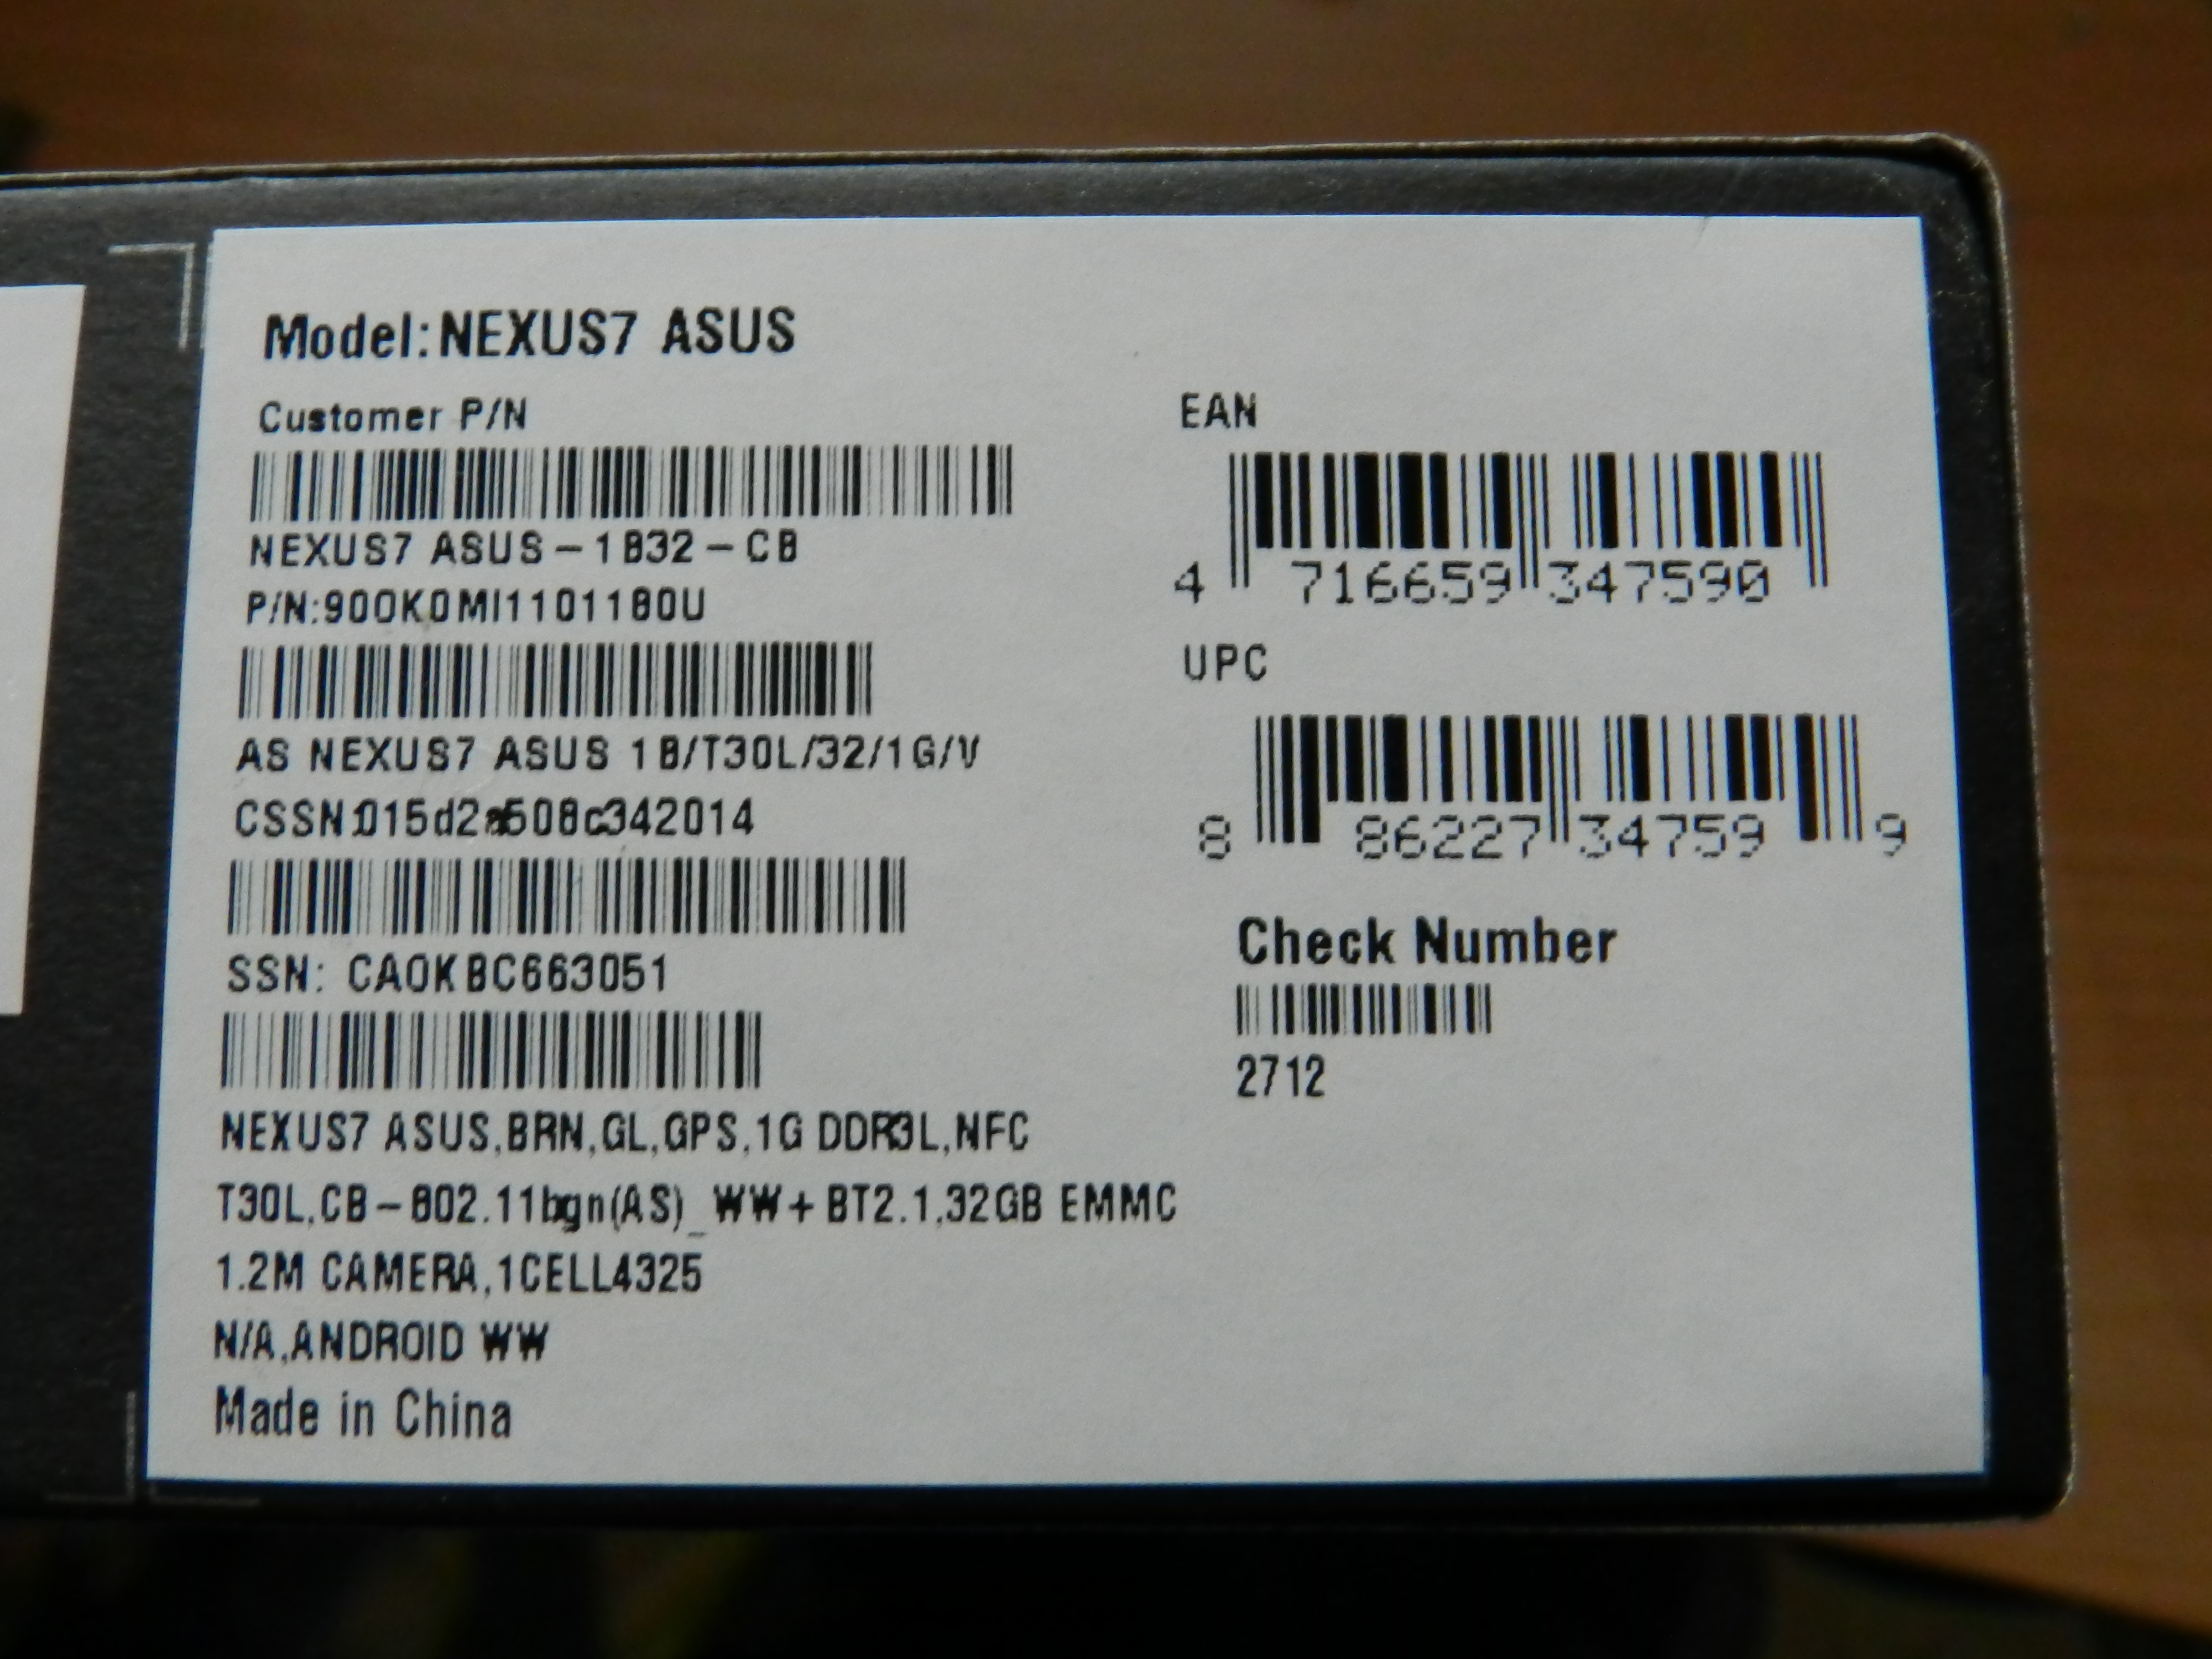 Model:NEXUS7 ASUS
Customer P/N
NEXUS7 ASUS-1B32-CB
P/N:90OK0MI1101180U
AS NEXUS7 ASUS 1B/T30L/32/1G/V
CSSN:015d2a508c342014
SSN: CAOKBC663051
NEXUS7 ASUS,BRN,GL,GPS,1G DDR3L,NFC
T30L,CB-802.11bgn(AS)_WW+BT2.1,32GB EMMC
1.2M CAMERA,1CELL4325
N/A,ANDROID WW
Made in China
EAN
4 716659 347590
UPC
8 86227 34759 9
Check Number
2712